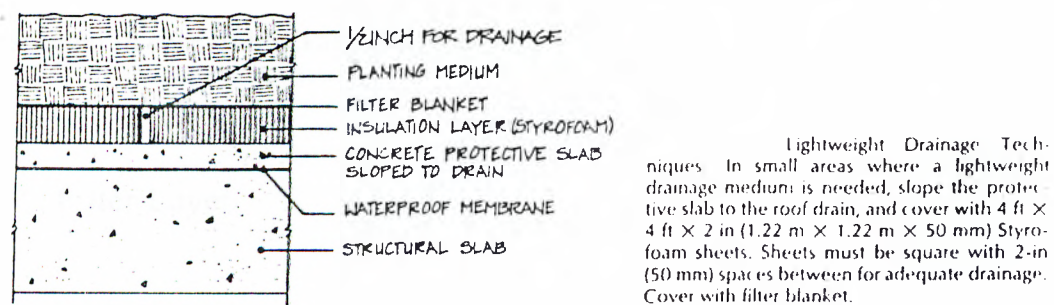 ½INCH FOR DRAINAGE
PLANTING MEDIUM
FILTER BLANKET
INSULATION LAYER (STYROFOAM)
CONCRETE PROTECTIVE SLAB
SLOPED TO DRAIN
WATERPROOF MEMBRANE
STRUCTURAL SLAB
Lightweight Drainage Tech-
niques In small areas where a lightweight
drainage medium is needed, slope the protec-
tive slab to the roof drain, and cover with 4 ft ×
4 ft × 2 in (1.22 m × 1.22 m × 50 mm) Styro-
foam sheets. Sheets must be square with 2-in
(50 mm) spaces between for adequate drainage.
Cover with filter blanket.